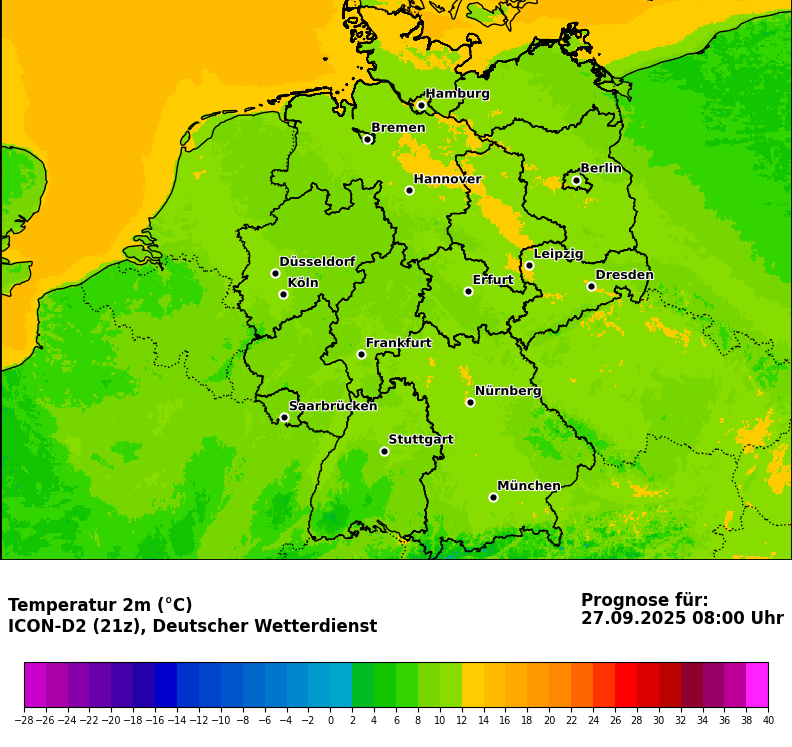 Hamburg
Bremen
Berlin
Hannover
Leipzig
Düsseldorf
Dresden
Köln
Erfurt
Frankfurt
Nürnberg
Saarbrücken
Stuttgart
München
Temperatur 2m (°C)
ICON-D2 (21z), Deutscher Wetterdienst
Prognose für:
27.09.2025 08:00 Uhr
−28 −26 −24 −22 −20 −18 −16 −14 −12 −10 −8 −6 −4 −2 0 2 4 6 8 10 12 14 16 18 20 22 24 26 28 30 32 34 36 38 40